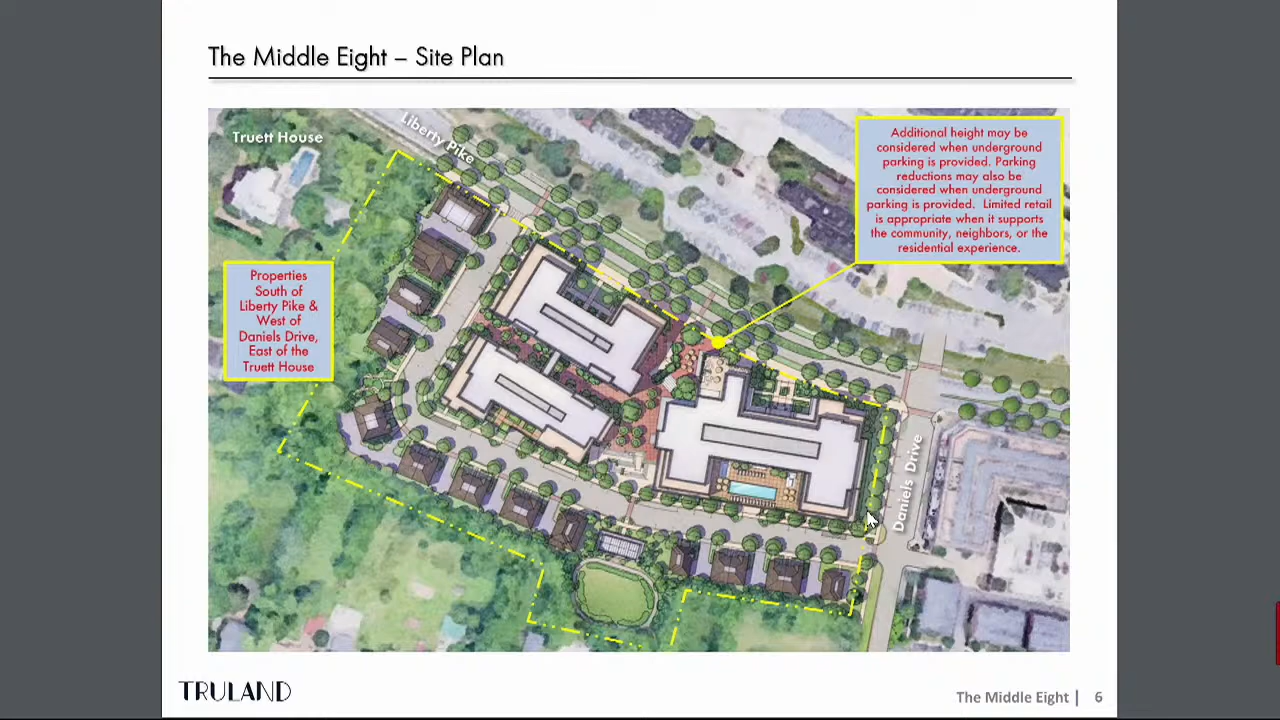 The Middle Eight – Site Plan
Truett House
Liberty Pike
Additional height may be
considered when underground
parking is provided. Parking
reductions may also be
considered when underground
parking is provided. Limited retail
is appropriate when it supports
the community, neighbors, or the
residential experience.
Properties
South of
Liberty Pike &
West of
Daniels Drive,
East of the
Truett House
Daniels Drive
TRULAND
The Middle Eight | 6